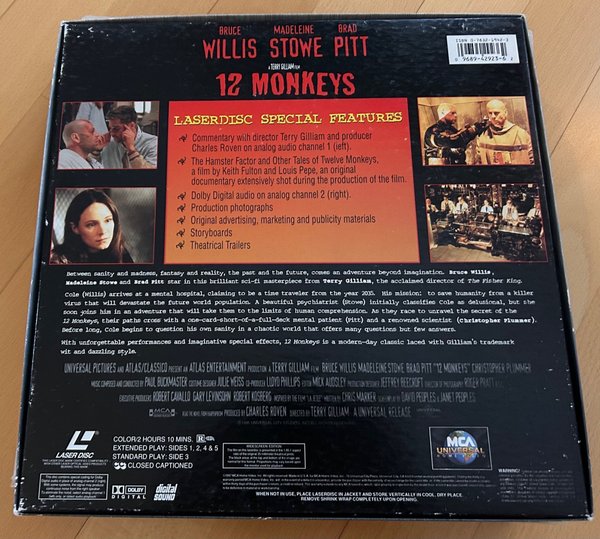 BRUCE MADELEINE BRAD
WILLIS STOWE PITT
A TERRY GILLIAM FILM
12 MONKEYS
ISBN 0-7832-1942-3
0 9689-42923-6 2
LASERDISC SPECIAL FEATURES
Commentary with director Terry Gilliam and producer
Charles Roven on analog audio channel 1 (left).
The Hamster Factor and Other Tales of Twelve Monkeys,
a film by Keith Fulton and Louis Pepe, an original
documentary extensively shot during the production of the film.
Dolby Digital audio on analog channel 2 (right).
Production photographs
Original advertising, marketing and publicity materials
Storyboards
Theatrical Trailers
Between sanity and madness, fantasy and reality, the past and the future, comes an adventure beyond imagination. Bruce Willis,
Madeleine Stowe and Brad Pitt star in this brilliant sci-fi masterpiece from Terry Gilliam, the acclaimed director of The Fisher King.
Cole (Willis) arrives at a mental hospital, claiming to be a time traveler from the year 2035. His mission: to save humanity from a killer
virus that will devastate the future world population. A beautiful psychiatrist (Stowe) initially classifies Cole as delusional, but she
soon joins him in an adventure that will take them to the limits of human comprehension. As they race to unravel the secret of the
12 Monkeys, their paths cross with a one-card-short-of-a-full-deck mental patient (Pitt) and a renowned scientist (Christopher Plummer).
Before long, Cole begins to question his own sanity in a chaotic world that offers many questions but few answers.
With unforgettable performances and imaginative special effects, 12 Monkeys is a modern-day classic laced with Gilliam's trademark
wit and dazzling style.
UNIVERSAL PICTURES AND ATLAS/CLASSICO PRESENT AN ATLAS ENTERTAINMENT PRODUCTION A TERRY GILLIAM FILM BRUCE WILLIS MADELEINE STOWE BRAD PITT "12 MONKEYS" CHRISTOPHER PLUMMER
MUSIC COMPOSED AND CONDUCTED BY PAUL BUCKMASTER COSTUME DESIGNER JULIE WEISS CO-PRODUCER LLOYD PHILLIPS EDITOR MICK AUDSLEY PRODUCTION DESIGNER JEFFREY BEECROFT DIRECTOR OF PHOTOGRAPHY ROGER PRATT
EXECUTIVE PRODUCERS ROBERT CAVALLO GARY LEVINSOHN ROBERT KOSBERG INSPIRED BY THE FILM "LA JETEE" WRITTEN BY CHRIS MARKER SCREENPLAY BY DAVID PEOPLES & JANET PEOPLES
MCA PRODUCED BY CHARLES ROVEN DIRECTED BY TERRY GILLIAM A UNIVERSAL RELEASE UNIVERSAL
LASER DISC
COLOR/2 HOURS 10 MINS. R
EXTENDED PLAY: SIDES 1, 2, 4 & 5
STANDARD PLAY: SIDE 3
CLOSED CAPTIONED
DOLBY
DIGITAL
digital
sound
WIDESCREEN EDITION
MCA
UNIVERSAL
WHEN NOT IN USE, PLACE LASERDISC IN JACKET AND STORE VERTICALLY IN COOL, DRY PLACE
REMOVE SHRINK WRAP COMPLETELY UPON OPENING.